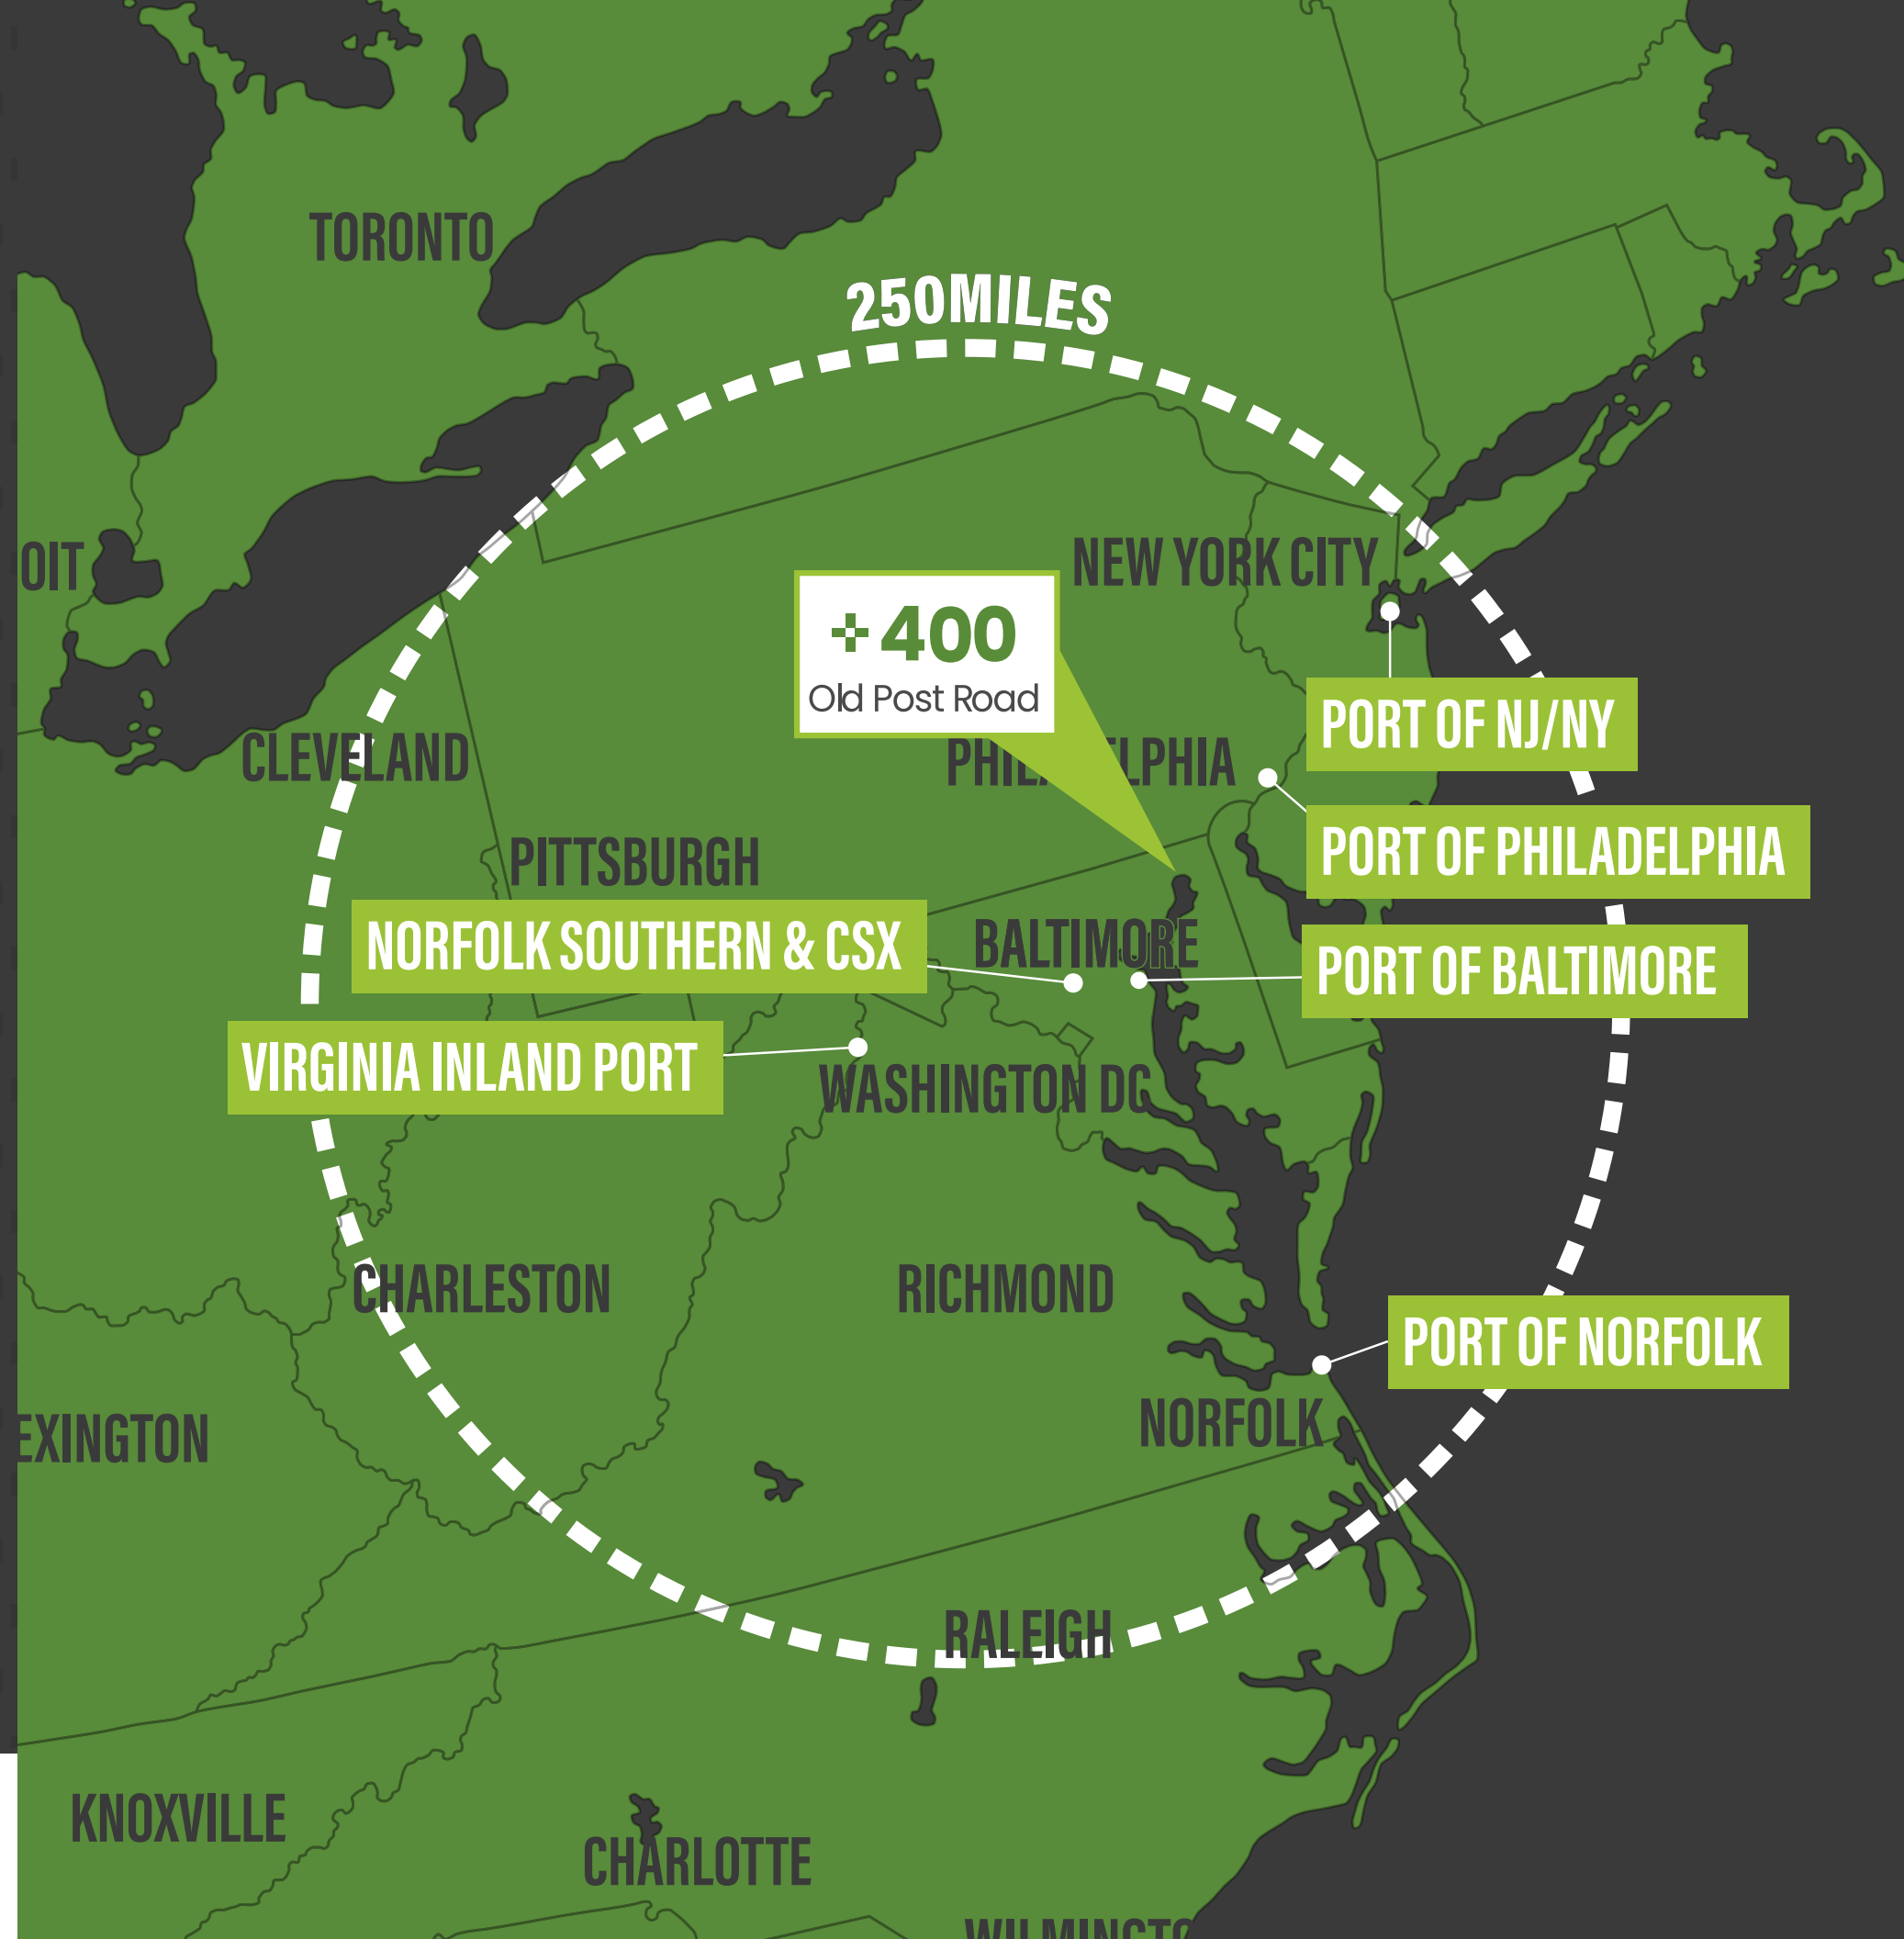 TORONTO
250MILES
OIT
NEW YORK CITY
+400
Old Post Road
PORT OF NJ/NY
CLEVELAND
PHILADELPHIA
PORT OF PHILADELPHIA
PITTSBURGH
NORFOLK SOUTHERN & CSX
BALTIMORE
PORT OF BALTIMORE
VIRGINIA INLAND PORT
WASHINGTON DC
CHARLESTON
RICHMOND
PORT OF NORFOLK
NORFOLK
EXINGTON
RALEIGH
KNOXVILLE
CHARLOTTE
WILMINGTO